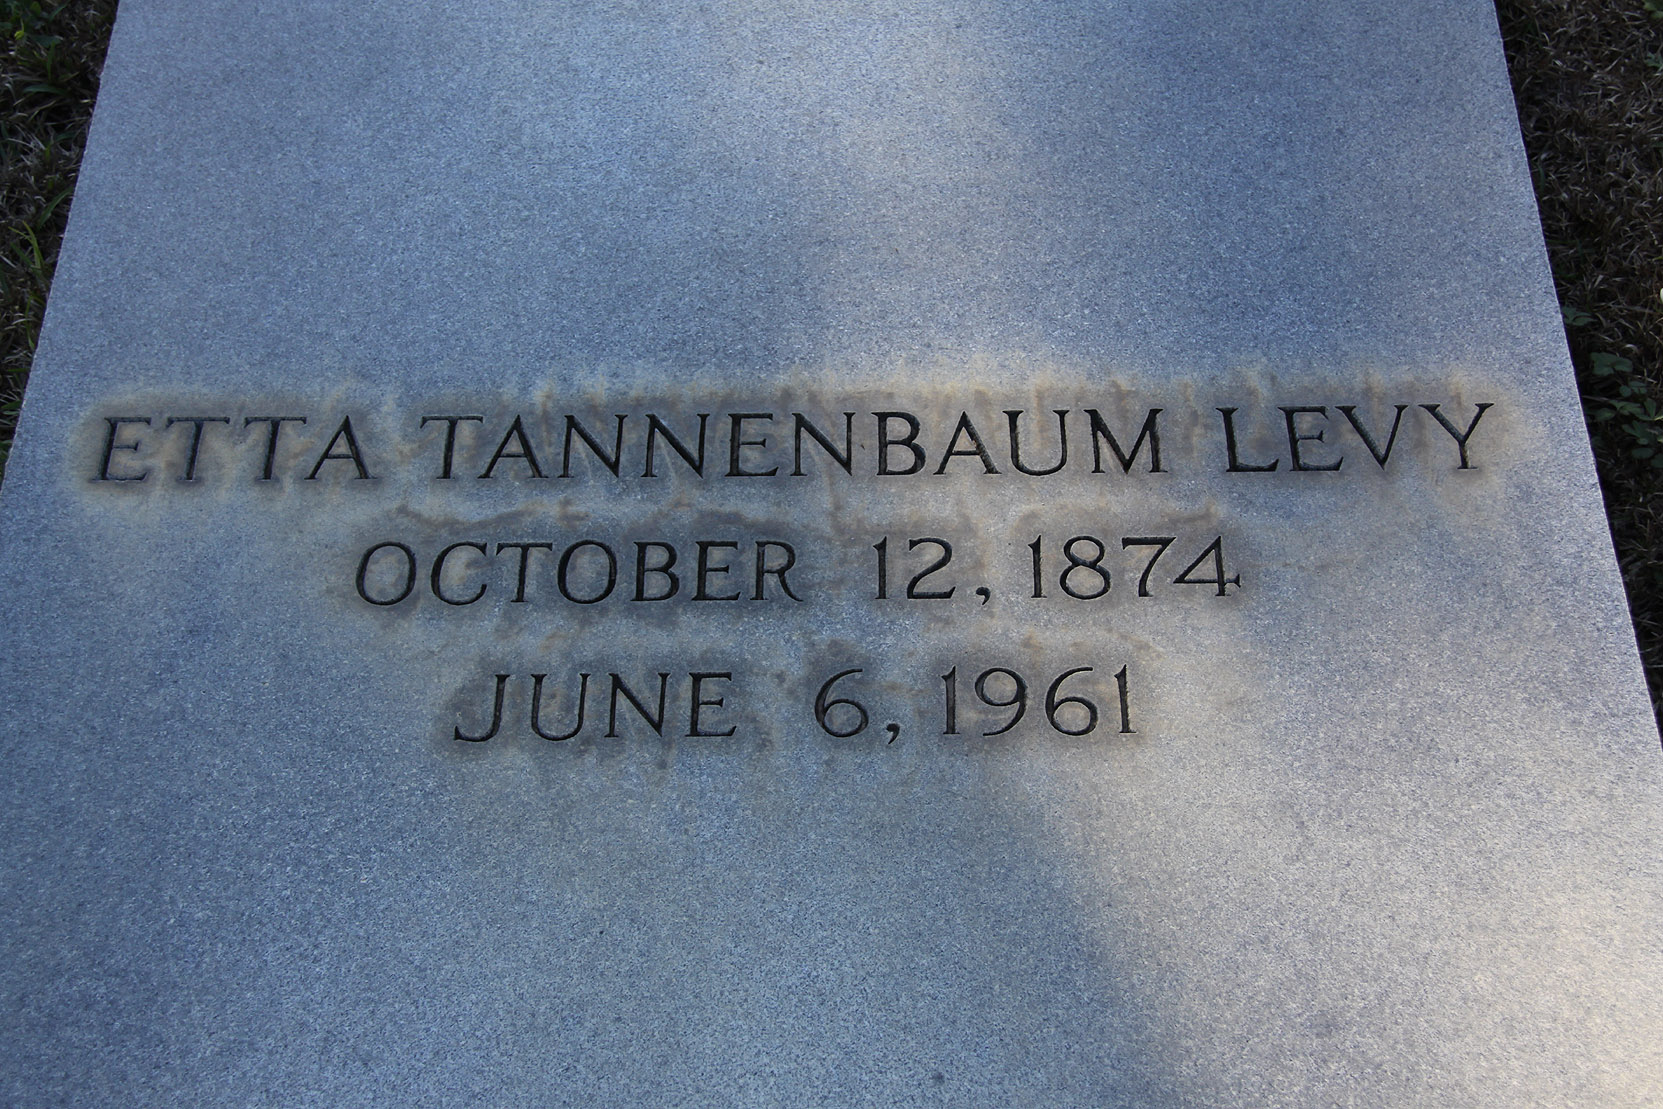 ETTA TANNENBAUM LEVY
OCTOBER 12, 1874
JUNE 6, 1961